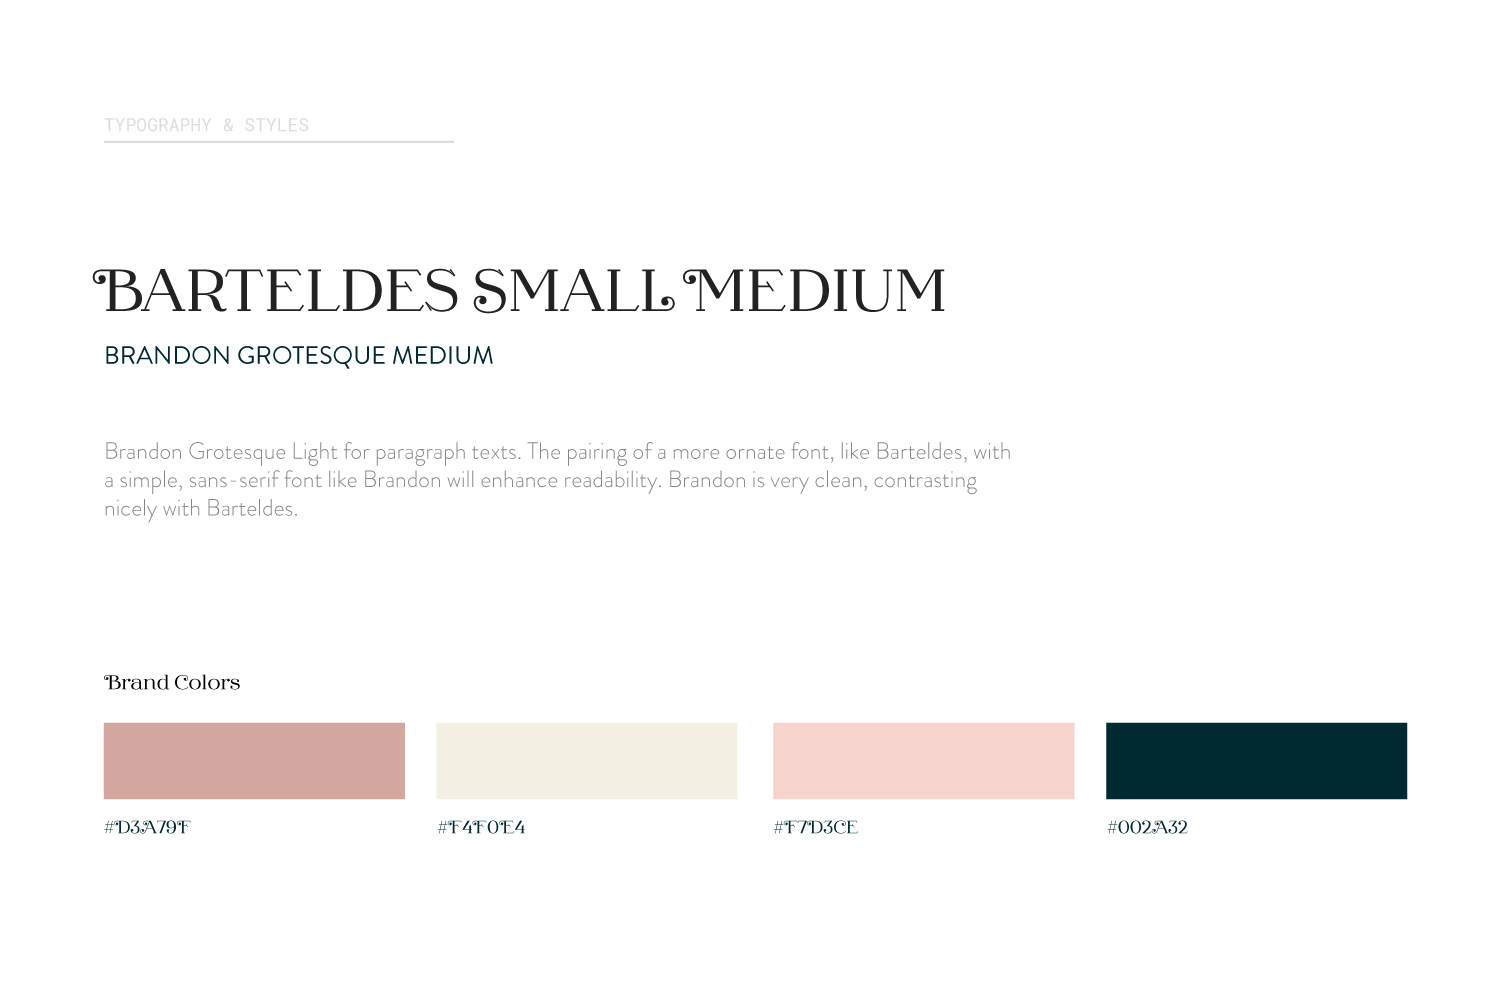 TYPOGRAPHY & STYLES
BARTELDES SMALL MEDIUM
BRANDON GROTESQUE MEDIUM
Brandon Grotesque Light for paragraph texts. The pairing of a more ornate font, like Barteldes, with
a simple, sans-serif font like Brandon will enhance readability. Brandon is very clean, contrasting
nicely with Barteldes.
Brand Colors
#D3A79F
#F4F0E4
#F7D3CE
#002A32